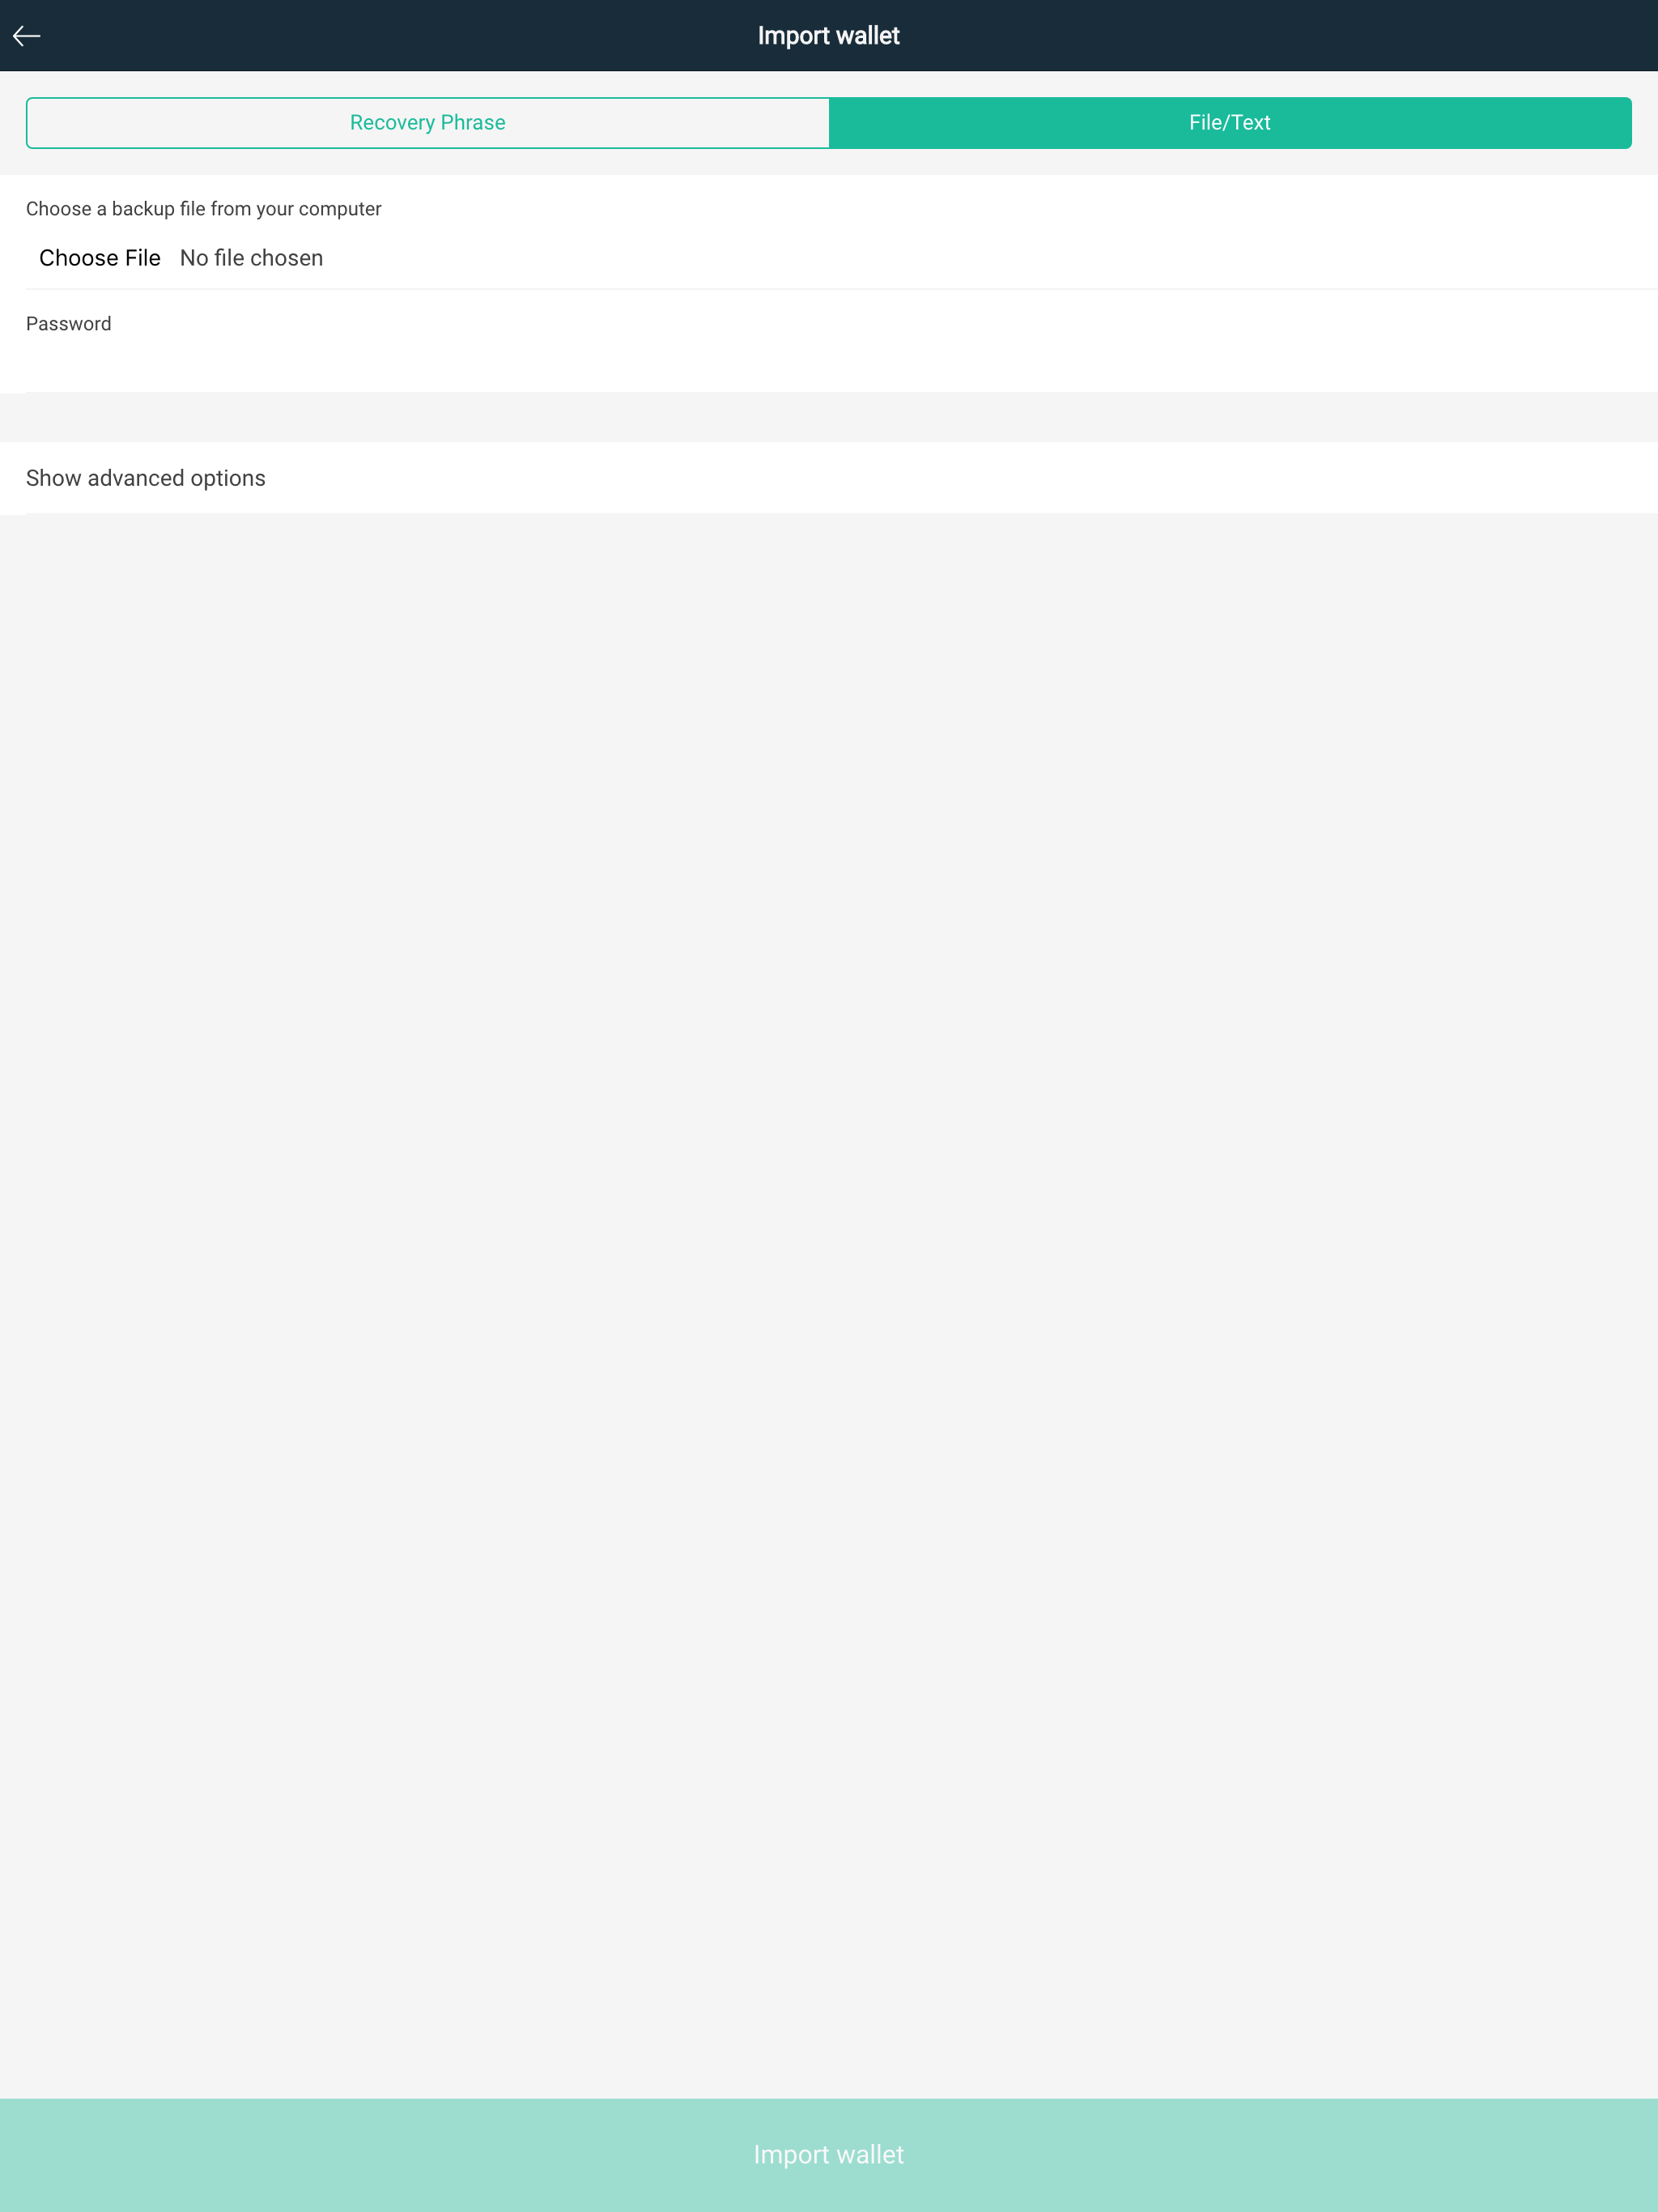 Import wallet
Recovery Phrase
File/Text
Choose a backup file from your computer
Choose File No file chosen
Password
Show advanced options
Import wallet